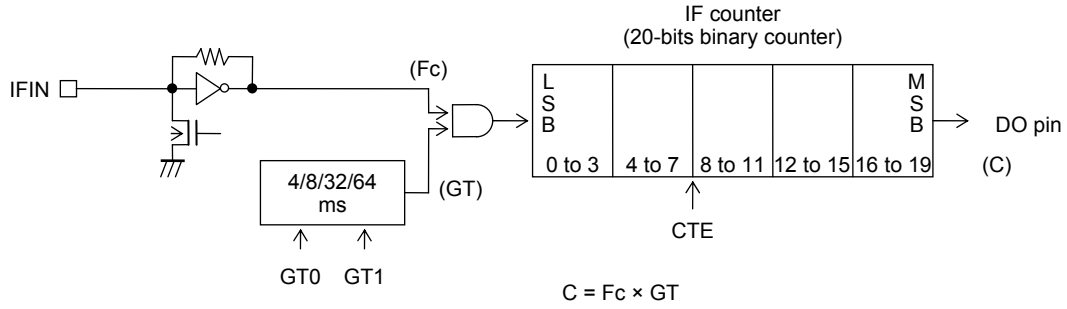 IF counter
(20-bits binary counter)
IFIN
(Fc)
L
S
B
M
S
B
DO pin
0 to 3
4 to 7
8 to 11
12 to 15
16 to 19
(C)
4/8/32/64
ms
(GT)
CTE
GT0
GT1
C = Fc × GT